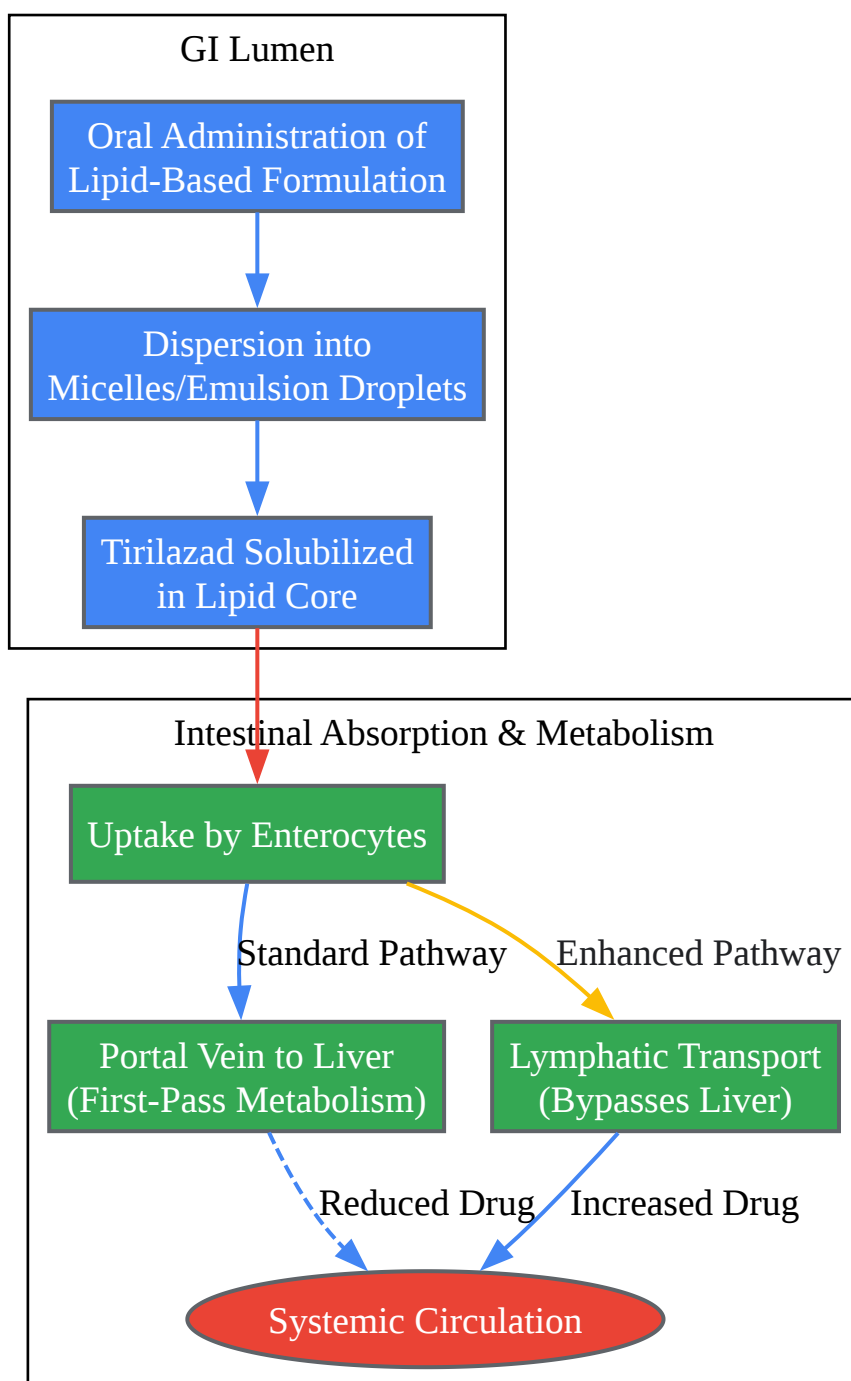 GI Lumen
Oral Administration of
Lipid-Based Formulation
Dispersion into
Micelles/Emulsion Droplets
Tirilazad Solubilized
in Lipid Core
Intestinal Absorption & Metabolism
Uptake by Enterocytes
Standard Pathway
Enhanced Pathway
Portal Vein to Liver
(First-Pass Metabolism)
Lymphatic Transport
(Bypasses Liver)
Reduced Drug
Increased Drug
Systemic Circulation